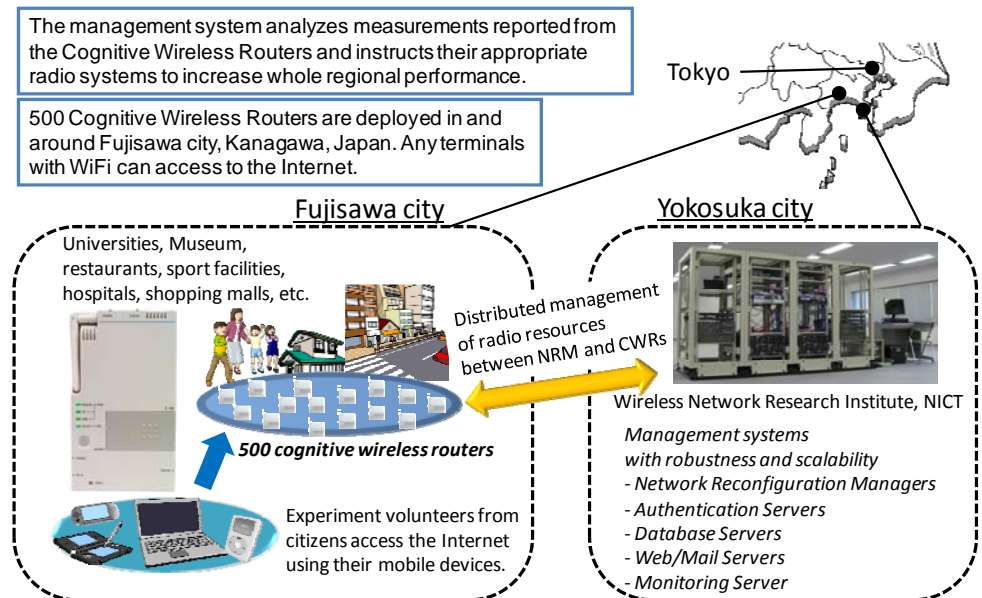 The management system analyzes measurements reported from
the Cognitive Wireless Routers and instructs their appropriate
radio systems to increase whole regional performance.
500 Cognitive Wireless Routers are deployed in and
around Fujisawa city, Kanagawa, Japan. Any terminals
with WiFi can access to the Internet.
Tokyo
Fujisawa city
Yokosuka city
Universities, Museum,
restaurants, sport facilities,
hospitals, shopping malls, etc.
Distributed management
of radio resources
between NRM and CWRs
500 cognitive wireless routers
Experiment volunteers from
citizens access the Internet
using their mobile devices.
Wireless Network Research Institute, NICT
Management systems
with robustness and scalability
- Network Reconfiguration Managers
- Authentication Servers
- Database Servers
- Web/Mail Servers
- Monitoring Server